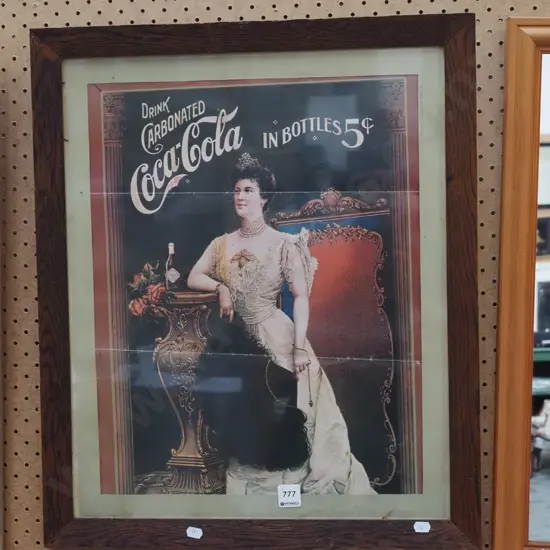 DRINK
CARBONATED
Coca-Cola
IN BOTTLES 5¢
777